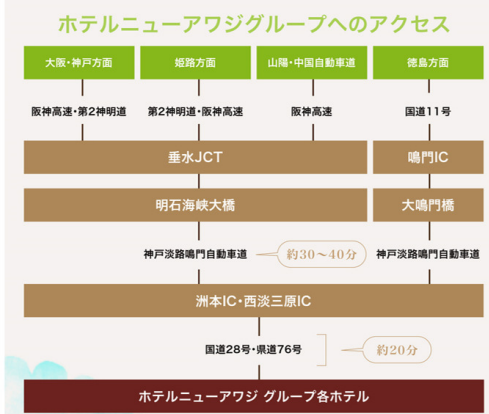 ホテルニューアワジグループへのアクセス
大阪・神戸方面
姫路方面
山陽・中国自動車道
徳島方面
阪神高速・第2神明道
第2神明道・阪神高速
阪神高速
国道11号
垂水JCT
鳴門IC
明石海峡大橋
大鳴門橋
神戸淡路鳴門自動車道
約30〜40分
神戸淡路鳴門自動車道
洲本IC・西淡三原IC
国道28号・県道76号
約20分
ホテルニューアワジ グループ各ホテル